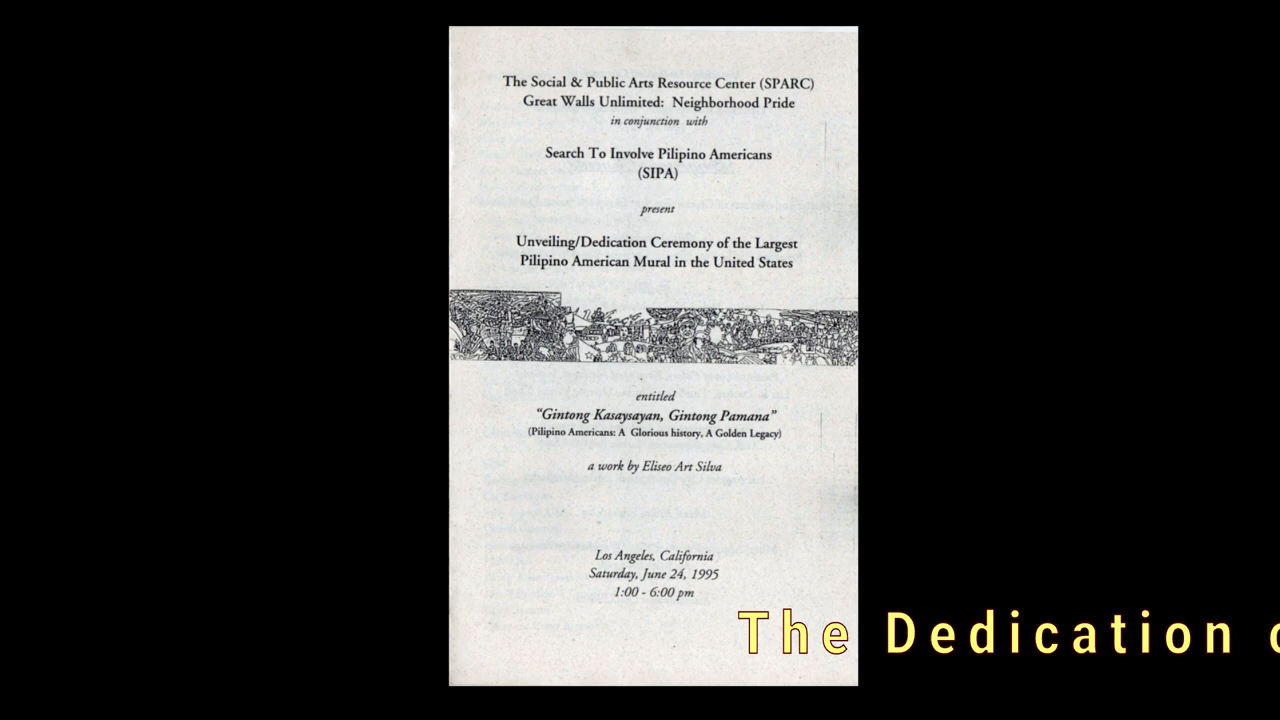 The Social & Public Arts Resource Center (SPARC)
Great Walls Unlimited: Neighborhood Pride
in conjunction with
Search To Involve Pilipino Americans
(SIPA)
present
Unveiling/Dedication Ceremony of the Largest
Pilipino American Mural in the United States
entitled
“Gintong Kasaysayan, Gintong Pamana”
(Pilipino Americans: A Glorious history, A Golden Legacy)
a work by Eliseo Art Silva
Los Angeles, California
Saturday, June 24, 1995
1:00 - 6:00 pm
The Dedication